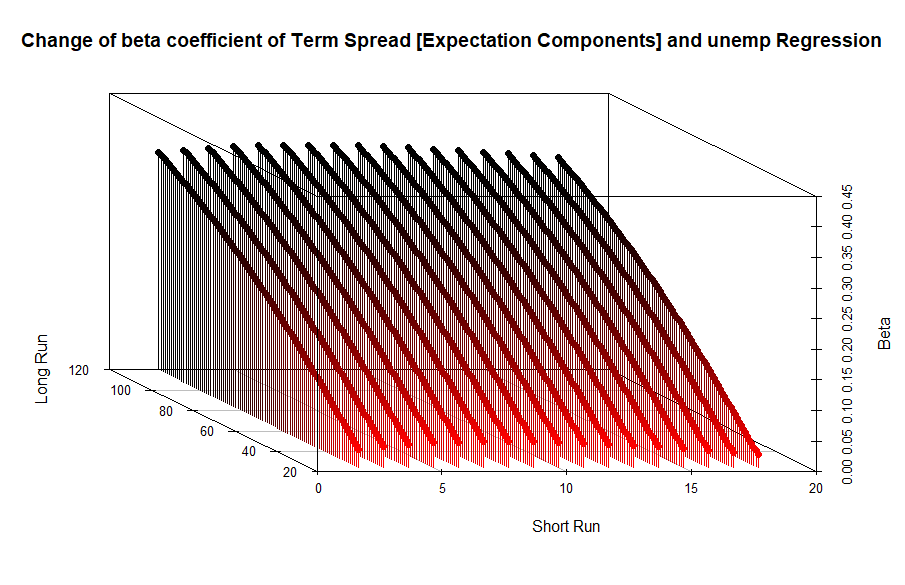 Change of beta coefficient of Term Spread [Expectation Components] and unemp Regression
0.00 0.05 0.10 0.15 0.20 0.25 0.30 0.35 0.40 0.45
Beta
Long Run
120
100
80
60
40
20
0 5 10 15 20
Short Run